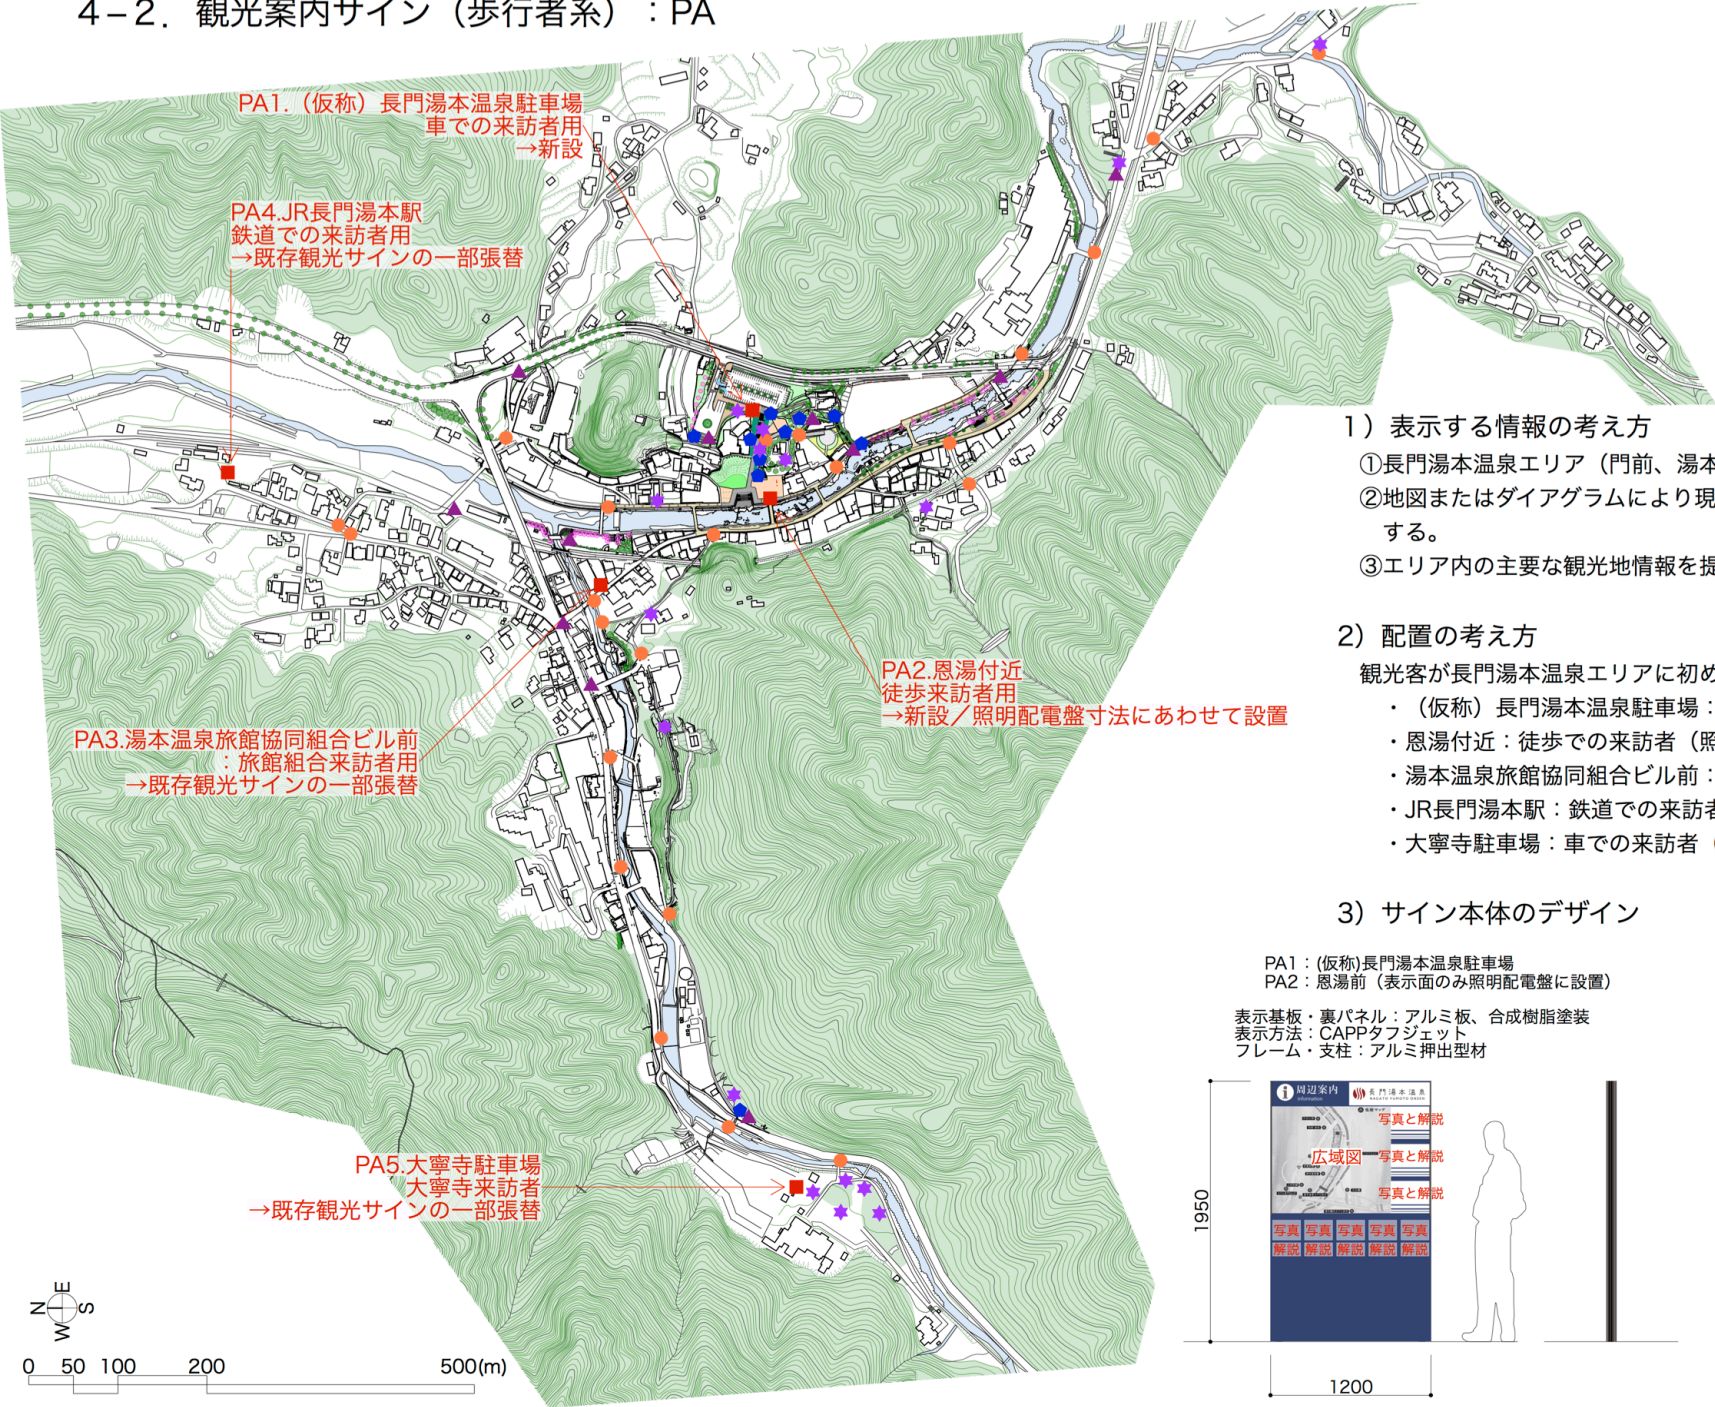 4-2. 観光案内サイン（歩行者系）：PA
PA1.（仮称）長門湯本温泉駐車場
車での来訪者用
→新設
PA4.JR長門湯本駅
鉄道での来訪者用
→既存観光サインの一部張替
PA2.恩湯付近
徒歩来訪者用
→新設／照明配電盤寸法にあわせて設置
PA3.湯本温泉旅館協同組合ビル前
：旅館組合来訪者用
→既存観光サインの一部張替
PA5.大寧寺駐車場
大寧寺来訪者
→既存観光サインの一部張替
N E S W
0 50 100 200 500(m)
1）表示する情報の考え方
①長門湯本温泉エリア（門前、湯本
②地図またはダイアグラムにより現
する。
③エリア内の主要な観光地情報を提
2）配置の考え方
観光客が長門湯本温泉エリアに初め
・（仮称）長門湯本温泉駐車場：
・恩湯付近：徒歩での来訪者（照
・湯本温泉旅館協同組合ビル前：
・JR長門湯本駅：鉄道での来訪者
・大寧寺駐車場：車での来訪者（
3）サイン本体のデザイン
PA1：(仮称)長門湯本温泉駐車場
PA2：恩湯前（表示面のみ照明配電盤に設置）
表示基板・裏パネル：アルミ板、合成樹脂塗装
表示方法：CAPPタフジェット
フレーム・支柱：アルミ押出型材
i 周辺案内
Information
長門湯本温泉
NAGATO YUMOTO ONSEN
写真と解説
広域図
写真と解説
写真と解説
写真 写真 写真 写真 写真
解説 解説 解説 解説 解説
1950
1200